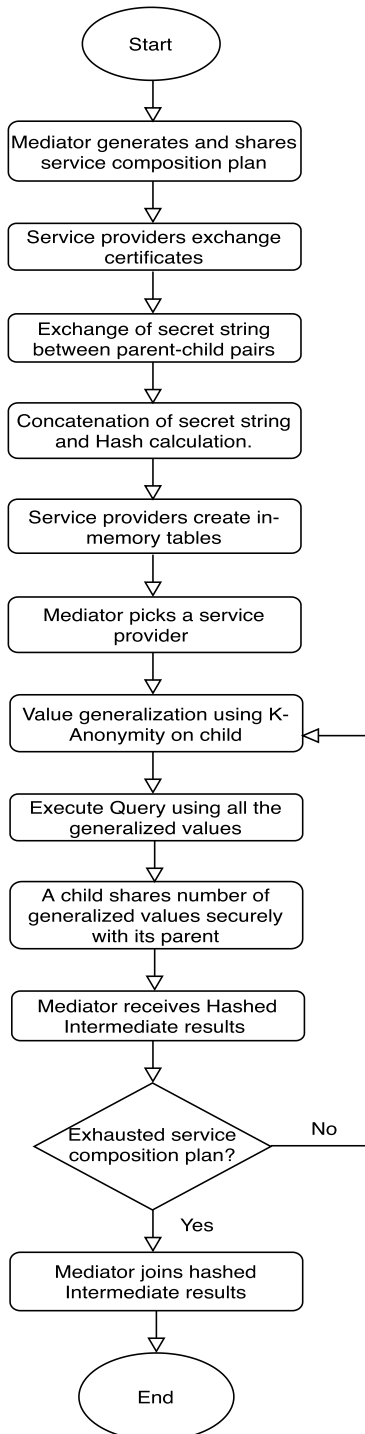 Start
Mediator generates and shares
service composition plan
Service providers exchange
certificates
Exchange of secret string
between parent-child pairs
Concatenation of secret string
and Hash calculation.
Service providers create in-
memory tables
Mediator picks a service
provider
Value generalization using K-
Anonymity on child
Execute Query using all the
generalized values
A child shares number of
generalized values securely
with its parent
Mediator receives Hashed
Intermediate results
Exhausted service
composition plan?
No
Yes
Mediator joins hashed
Intermediate results
End